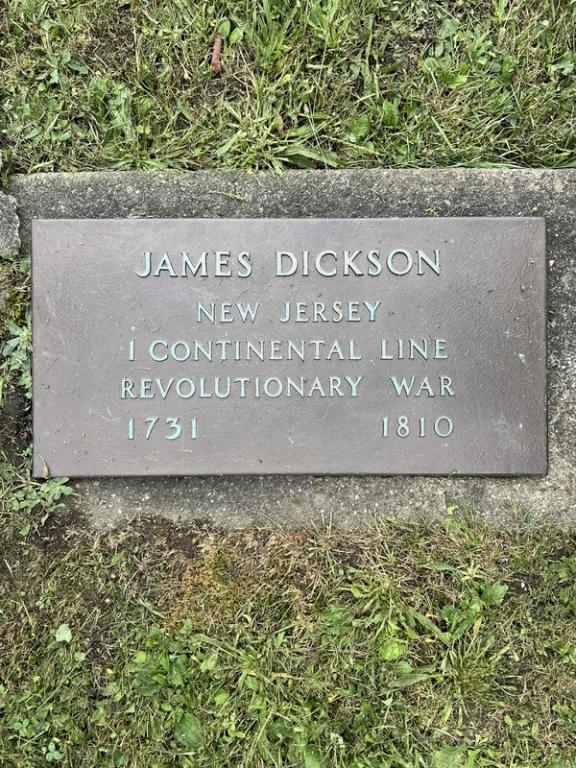 JAMES DICKSON
NEW JERSEY
1 CONTINENTAL LINE
REVOLUTIONARY WAR
1731 1810